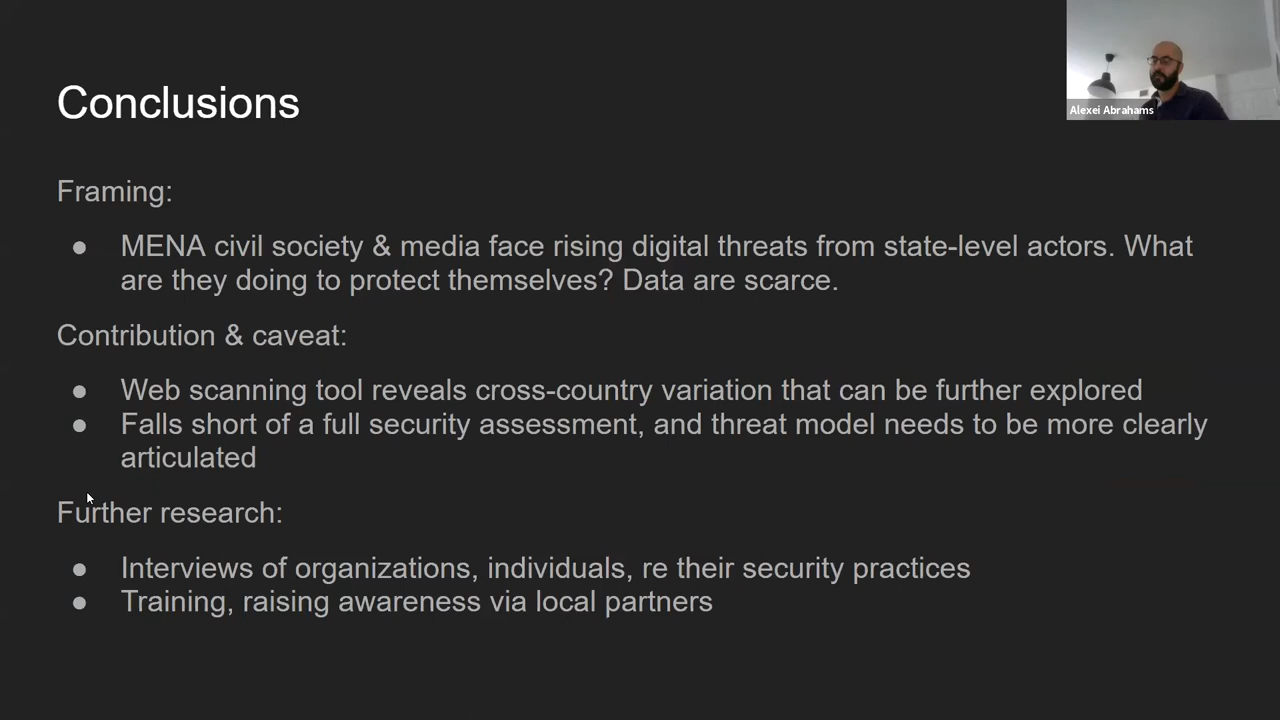 Alexei Abrahams
Conclusions
Framing:
● MENA civil society & media face rising digital threats from state-level actors. What
are they doing to protect themselves? Data are scarce.
Contribution & caveat:
● Web scanning tool reveals cross-country variation that can be further explored
● Falls short of a full security assessment, and threat model needs to be more clearly
articulated
Further research:
● Interviews of organizations, individuals, re their security practices
● Training, raising awareness via local partners